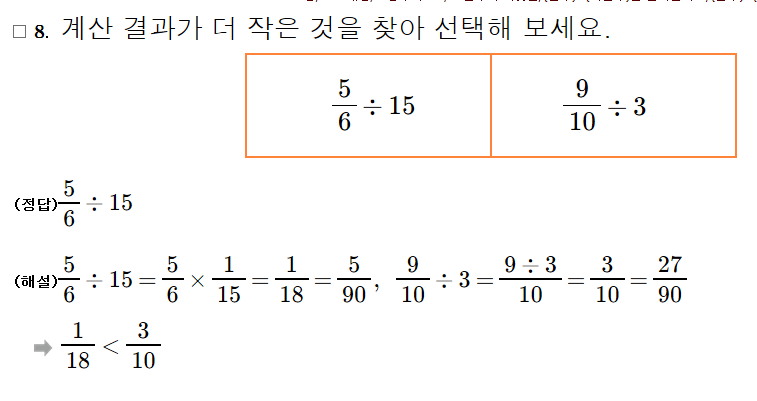 □ 8. 계산 결과가 더 작은 것을 찾아 선택해 보세요.
5/6 ÷ 15 9/10 ÷ 3
(정답) 5/6 ÷ 15
(해설) 5/6 ÷ 15 = 5/6 × 1/15 = 1/18 = 5/90, 9/10 ÷ 3 = 9÷3/10 = 3/10 = 27/90
➡ 1/18 < 3/10